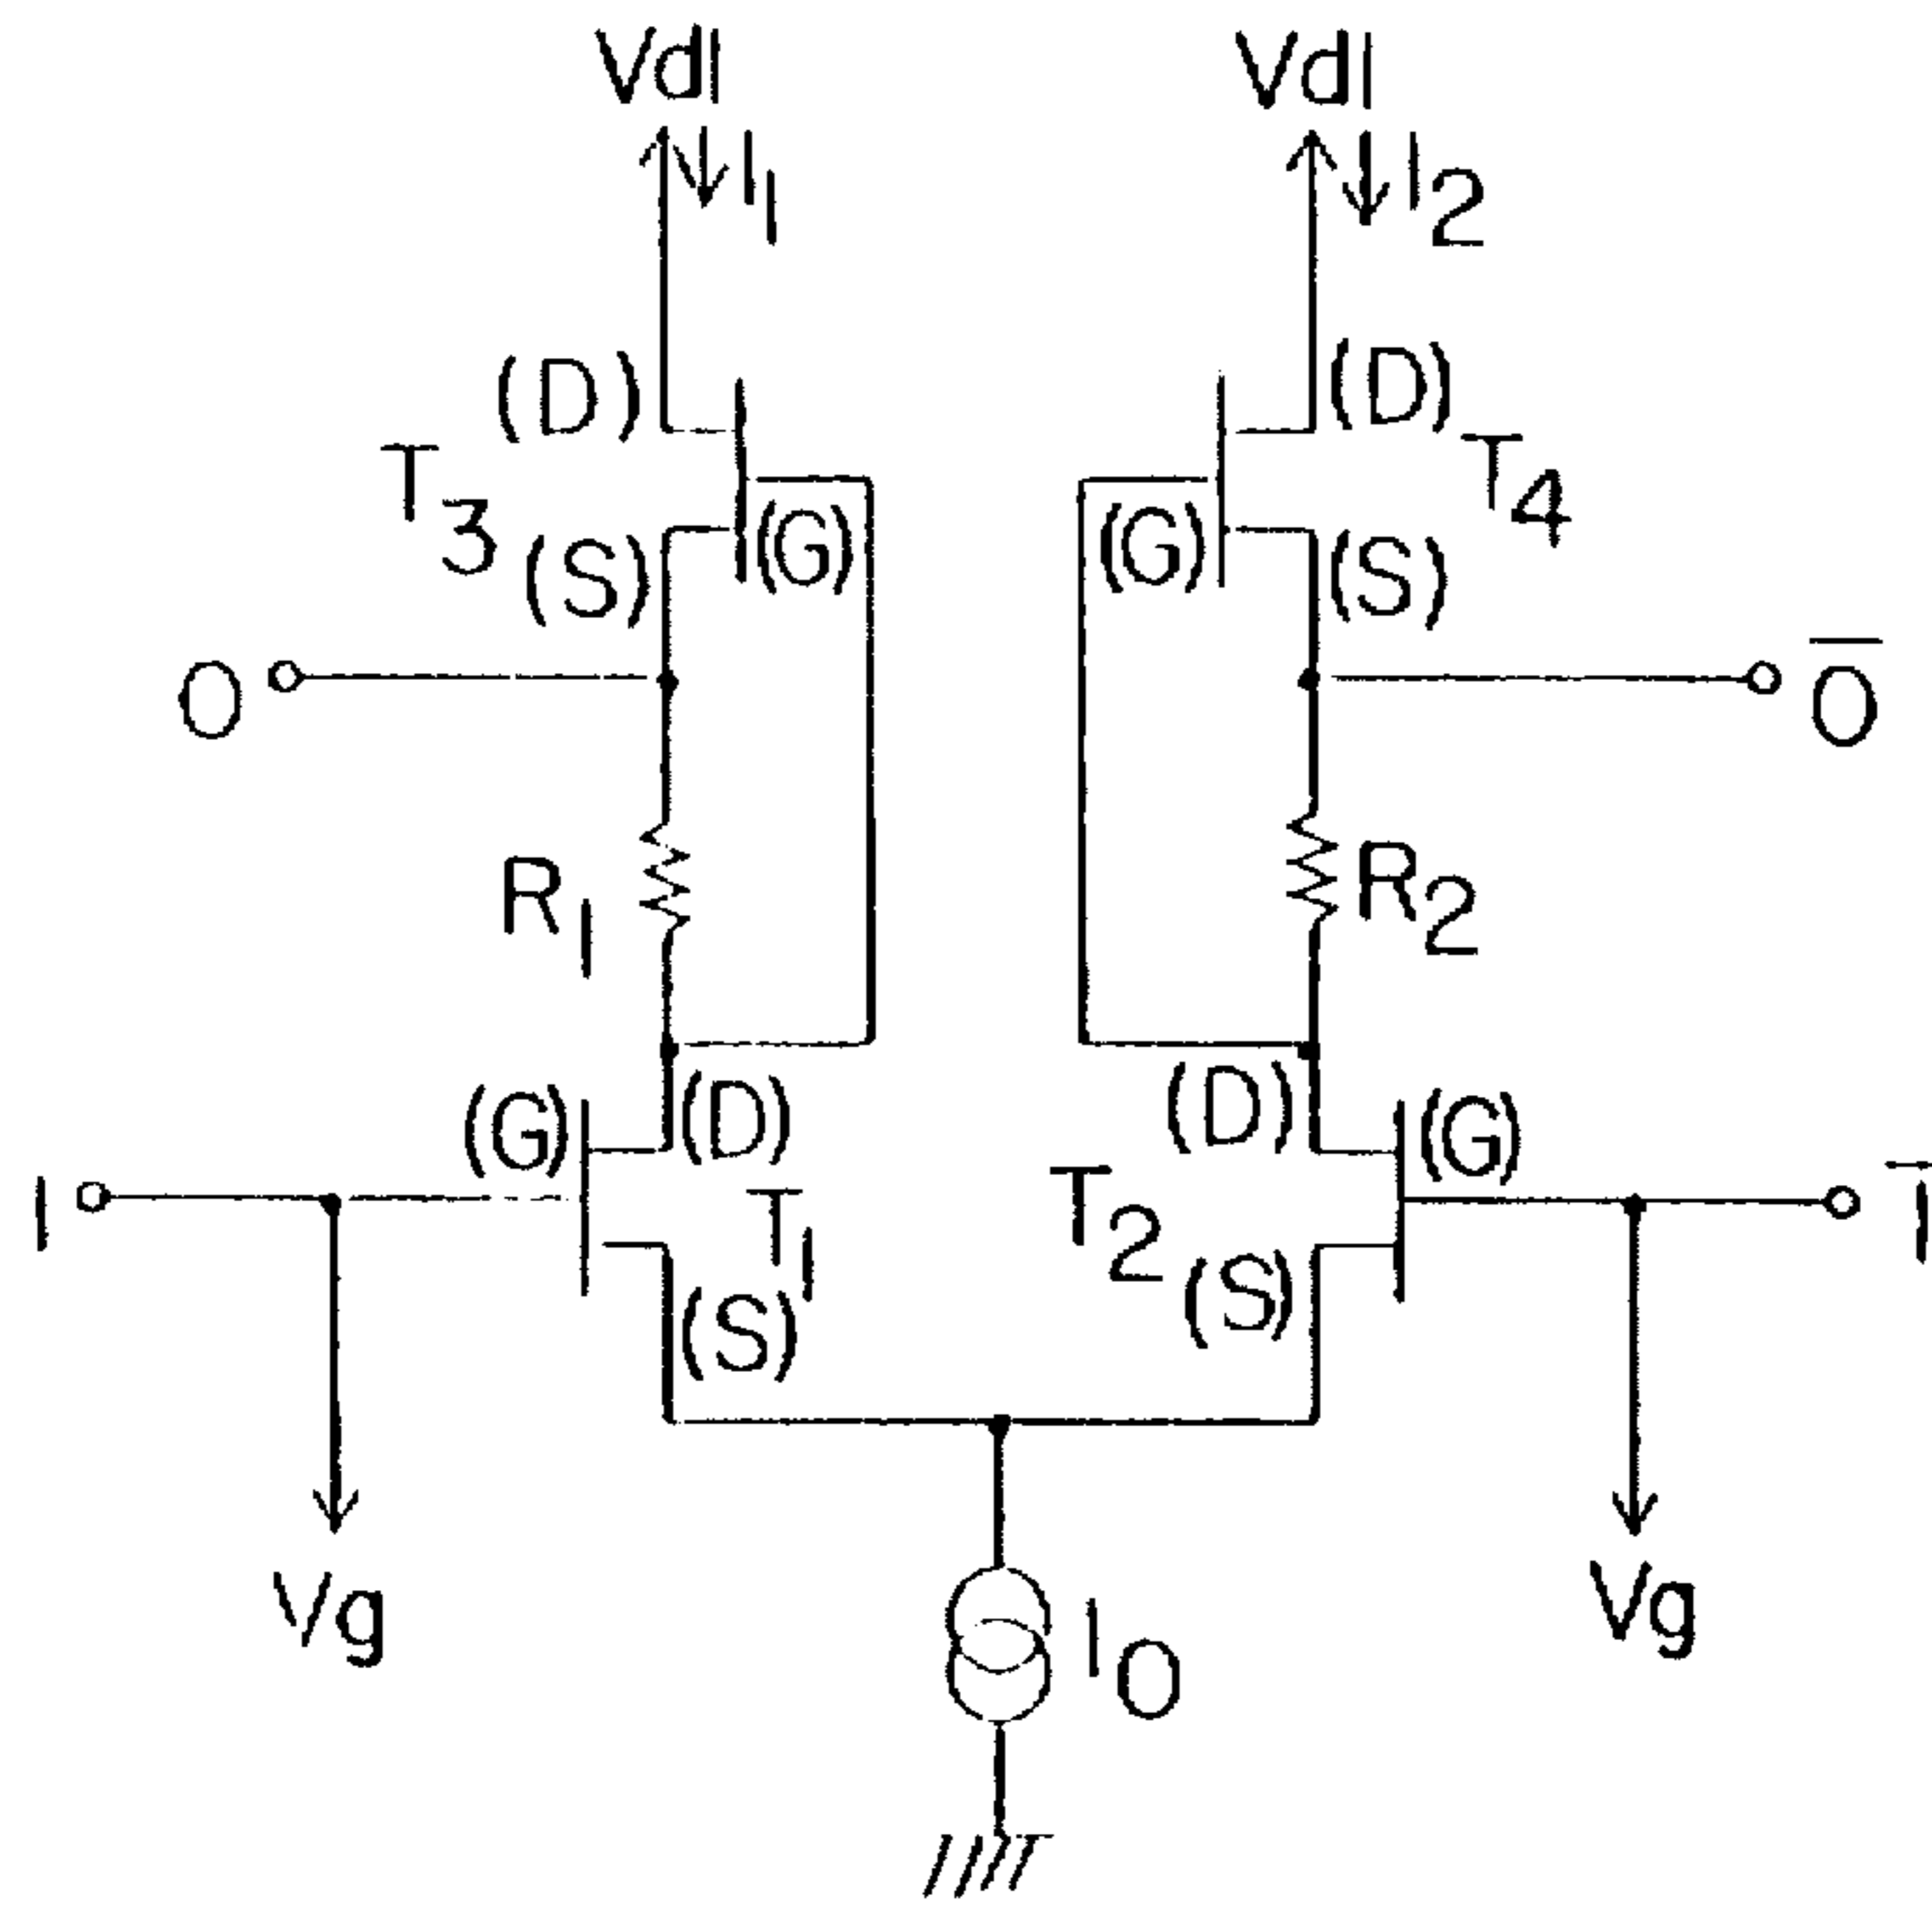 Vdl Vdl
I1 I2
(D) (D)
T3 T4
(G) (G)
(S) (S)
O O̅
R1 R2
(G) (D) (D) (G)
I T1 T2 I̅
(S) (S)
Vg Vg
I0